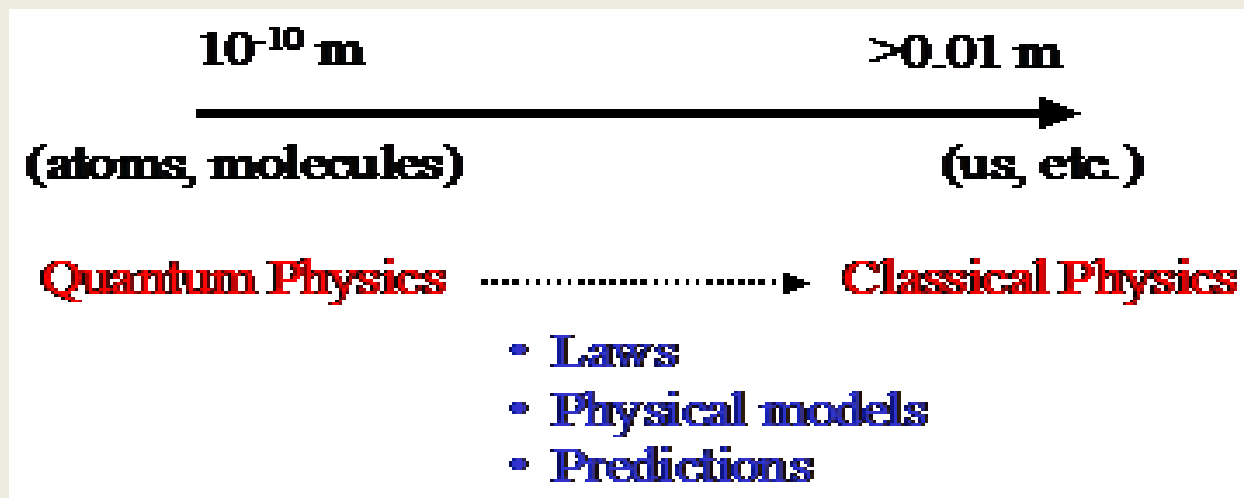 10⁻¹⁰ m >0.01 m
(atoms, molecules) (us, etc.)
Quantum Physics Classical Physics
• Laws
• Physical models
• Predictions